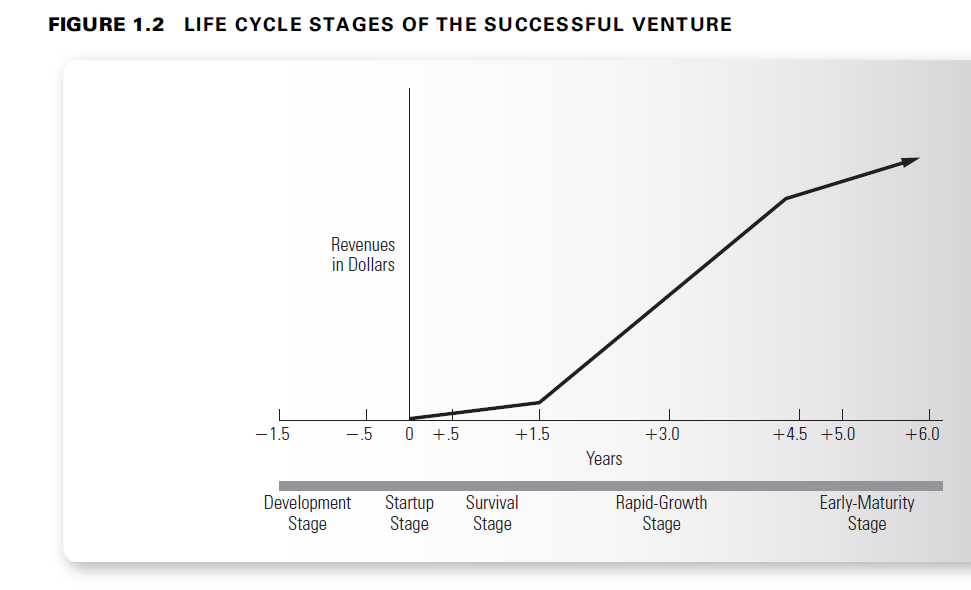 FIGURE 1.2 LIFE CYCLE STAGES OF THE SUCCESSFUL VENTURE
Revenues
in Dollars
−1.5 −.5 0 +.5 +1.5 +3.0 +4.5 +5.0 +6.0
Years
Development Startup Survival Rapid-Growth Early-Maturity
Stage Stage Stage Stage Stage